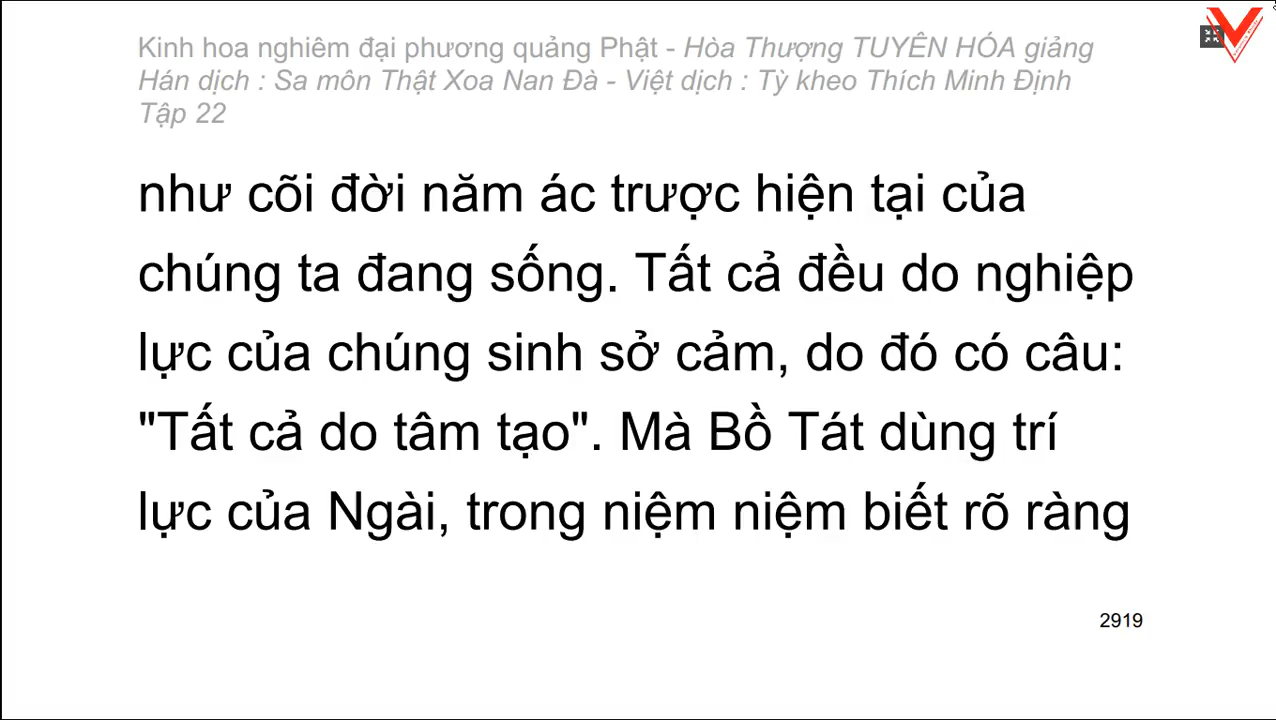 Kinh hoa nghiêm đại phương quảng Phật - Hòa Thượng TUYÊN HÓA giảng
Hán dịch : Sa môn Thật Xoa Nan Đà - Việt dịch : Tỳ kheo Thích Minh Định
Tập 22
như cõi đời năm ác trược hiện tại của
chúng ta đang sống. Tất cả đều do nghiệp
lực của chúng sinh sở cảm, do đó có câu:
"Tất cả do tâm tạo". Mà Bồ Tát dùng trí
lực của Ngài, trong niệm niệm biết rõ ràng
2919